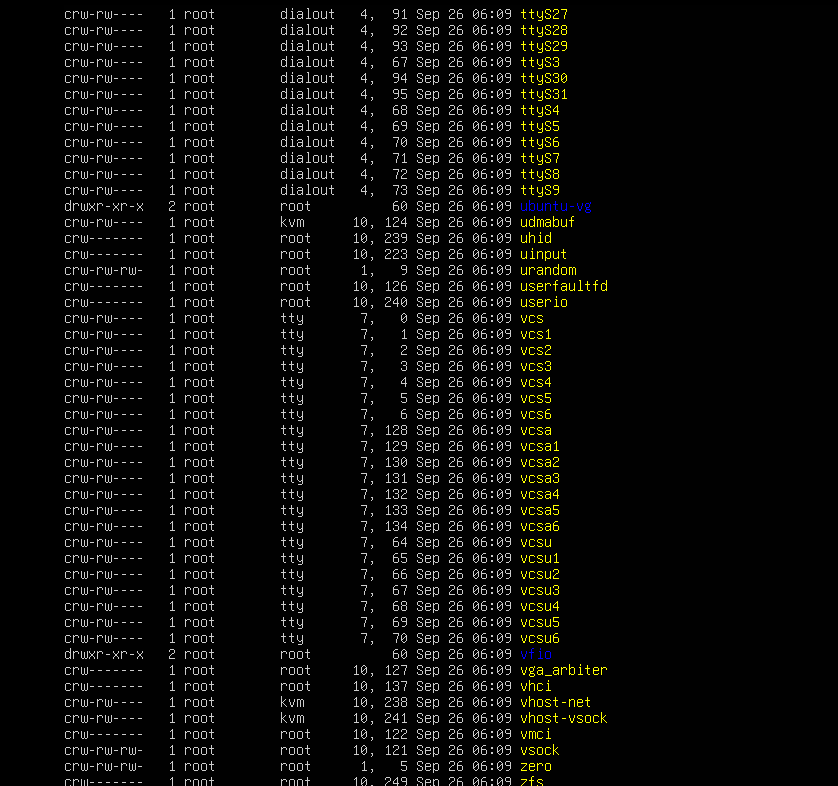 crw-rw---- 1 root dialout 4, 91 Sep 26 06:09 ttyS27
crw-rw---- 1 root dialout 4, 92 Sep 26 06:09 ttyS28
crw-rw---- 1 root dialout 4, 93 Sep 26 06:09 ttyS29
crw-rw---- 1 root dialout 4, 67 Sep 26 06:09 ttyS3
crw-rw---- 1 root dialout 4, 94 Sep 26 06:09 ttyS30
crw-rw---- 1 root dialout 4, 95 Sep 26 06:09 ttyS31
crw-rw---- 1 root dialout 4, 68 Sep 26 06:09 ttyS4
crw-rw---- 1 root dialout 4, 69 Sep 26 06:09 ttyS5
crw-rw---- 1 root dialout 4, 70 Sep 26 06:09 ttyS6
crw-rw---- 1 root dialout 4, 71 Sep 26 06:09 ttyS7
crw-rw---- 1 root dialout 4, 72 Sep 26 06:09 ttyS8
crw-rw---- 1 root dialout 4, 73 Sep 26 06:09 ttyS9
drwxr-xr-x 2 root root 60 Sep 26 06:09 ubuntu-vg
crw-rw---- 1 root kvm 10, 124 Sep 26 06:09 udmabuf
crw------- 1 root root 10, 239 Sep 26 06:09 uhid
crw------- 1 root root 10, 223 Sep 26 06:09 uinput
crw-rw-rw- 1 root root 1, 9 Sep 26 06:09 urandom
crw------- 1 root root 10, 126 Sep 26 06:09 userfaultfd
crw------- 1 root root 10, 240 Sep 26 06:09 userio
crw-rw---- 1 root tty 7, 0 Sep 26 06:09 vcs
crw-rw---- 1 root tty 7, 1 Sep 26 06:09 vcs1
crw-rw---- 1 root tty 7, 2 Sep 26 06:09 vcs2
crw-rw---- 1 root tty 7, 3 Sep 26 06:09 vcs3
crw-rw---- 1 root tty 7, 4 Sep 26 06:09 vcs4
crw-rw---- 1 root tty 7, 5 Sep 26 06:09 vcs5
crw-rw---- 1 root tty 7, 6 Sep 26 06:09 vcs6
crw-rw---- 1 root tty 7, 128 Sep 26 06:09 vcsa
crw-rw---- 1 root tty 7, 129 Sep 26 06:09 vcsa1
crw-rw---- 1 root tty 7, 130 Sep 26 06:09 vcsa2
crw-rw---- 1 root tty 7, 131 Sep 26 06:09 vcsa3
crw-rw---- 1 root tty 7, 132 Sep 26 06:09 vcsa4
crw-rw---- 1 root tty 7, 133 Sep 26 06:09 vcsa5
crw-rw---- 1 root tty 7, 134 Sep 26 06:09 vcsa6
crw-rw---- 1 root tty 7, 64 Sep 26 06:09 vcsu
crw-rw---- 1 root tty 7, 65 Sep 26 06:09 vcsu1
crw-rw---- 1 root tty 7, 66 Sep 26 06:09 vcsu2
crw-rw---- 1 root tty 7, 67 Sep 26 06:09 vcsu3
crw-rw---- 1 root tty 7, 68 Sep 26 06:09 vcsu4
crw-rw---- 1 root tty 7, 69 Sep 26 06:09 vcsu5
crw-rw---- 1 root tty 7, 70 Sep 26 06:09 vcsu6
drwxr-xr-x 2 root root 60 Sep 26 06:09 vfio
crw------- 1 root root 10, 127 Sep 26 06:09 vga_arbiter
crw------- 1 root root 10, 137 Sep 26 06:09 vhci
crw-rw---- 1 root kvm 10, 238 Sep 26 06:09 vhost-net
crw-rw---- 1 root kvm 10, 241 Sep 26 06:09 vhost-vsock
crw------- 1 root root 10, 122 Sep 26 06:09 vmci
crw-rw-rw- 1 root root 10, 121 Sep 26 06:09 vsock
crw-rw-rw- 1 root root 1, 5 Sep 26 06:09 zero
crw------- 1 root root 10, 249 Sep 26 06:09 zfs